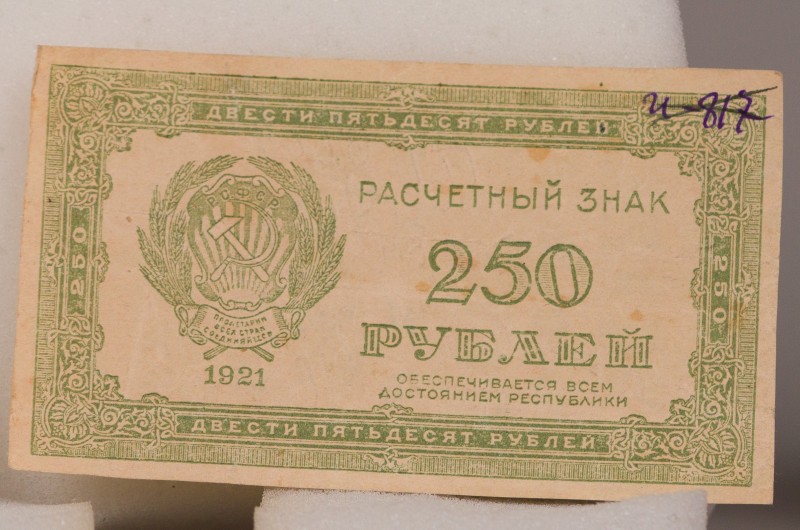 и-817
ДВЕСТИ ПЯТЬДЕСЯТ РУБЛЕЙ
РСФСР
РАСЧЕТНЫЙ ЗНАК
250
250
250
РУБЛЕЙ
ПРОЛЕТАРИИ
ВСЕХ СТРАН
СОЕДИНЯЙТЕСЬ
1921
ОБЕСПЕЧИВАЕТСЯ ВСЕМ
ДОСТОЯНИЕМ РЕСПУБЛИКИ
ДВЕСТИ ПЯТЬДЕСЯТ РУБЛЕЙ